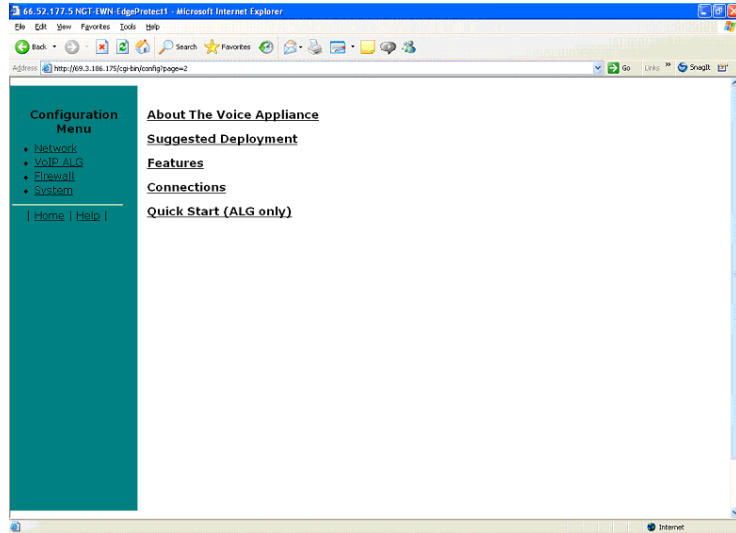 66.52.177.5 NGT-EWN-EdgeProtect1 - Microsoft Internet Explorer
File Edit View Favorites Tools Help
Back Search Favorites
Address http://69.3.186.175/cgi-bin/config?page=2 Go Links » SnagIt
Configuration
Menu
• Network
• VoIP ALG
• Firewall
• System
| Home | Help |
About The Voice Appliance
Suggested Deployment
Features
Connections
Quick Start (ALG only)
Internet